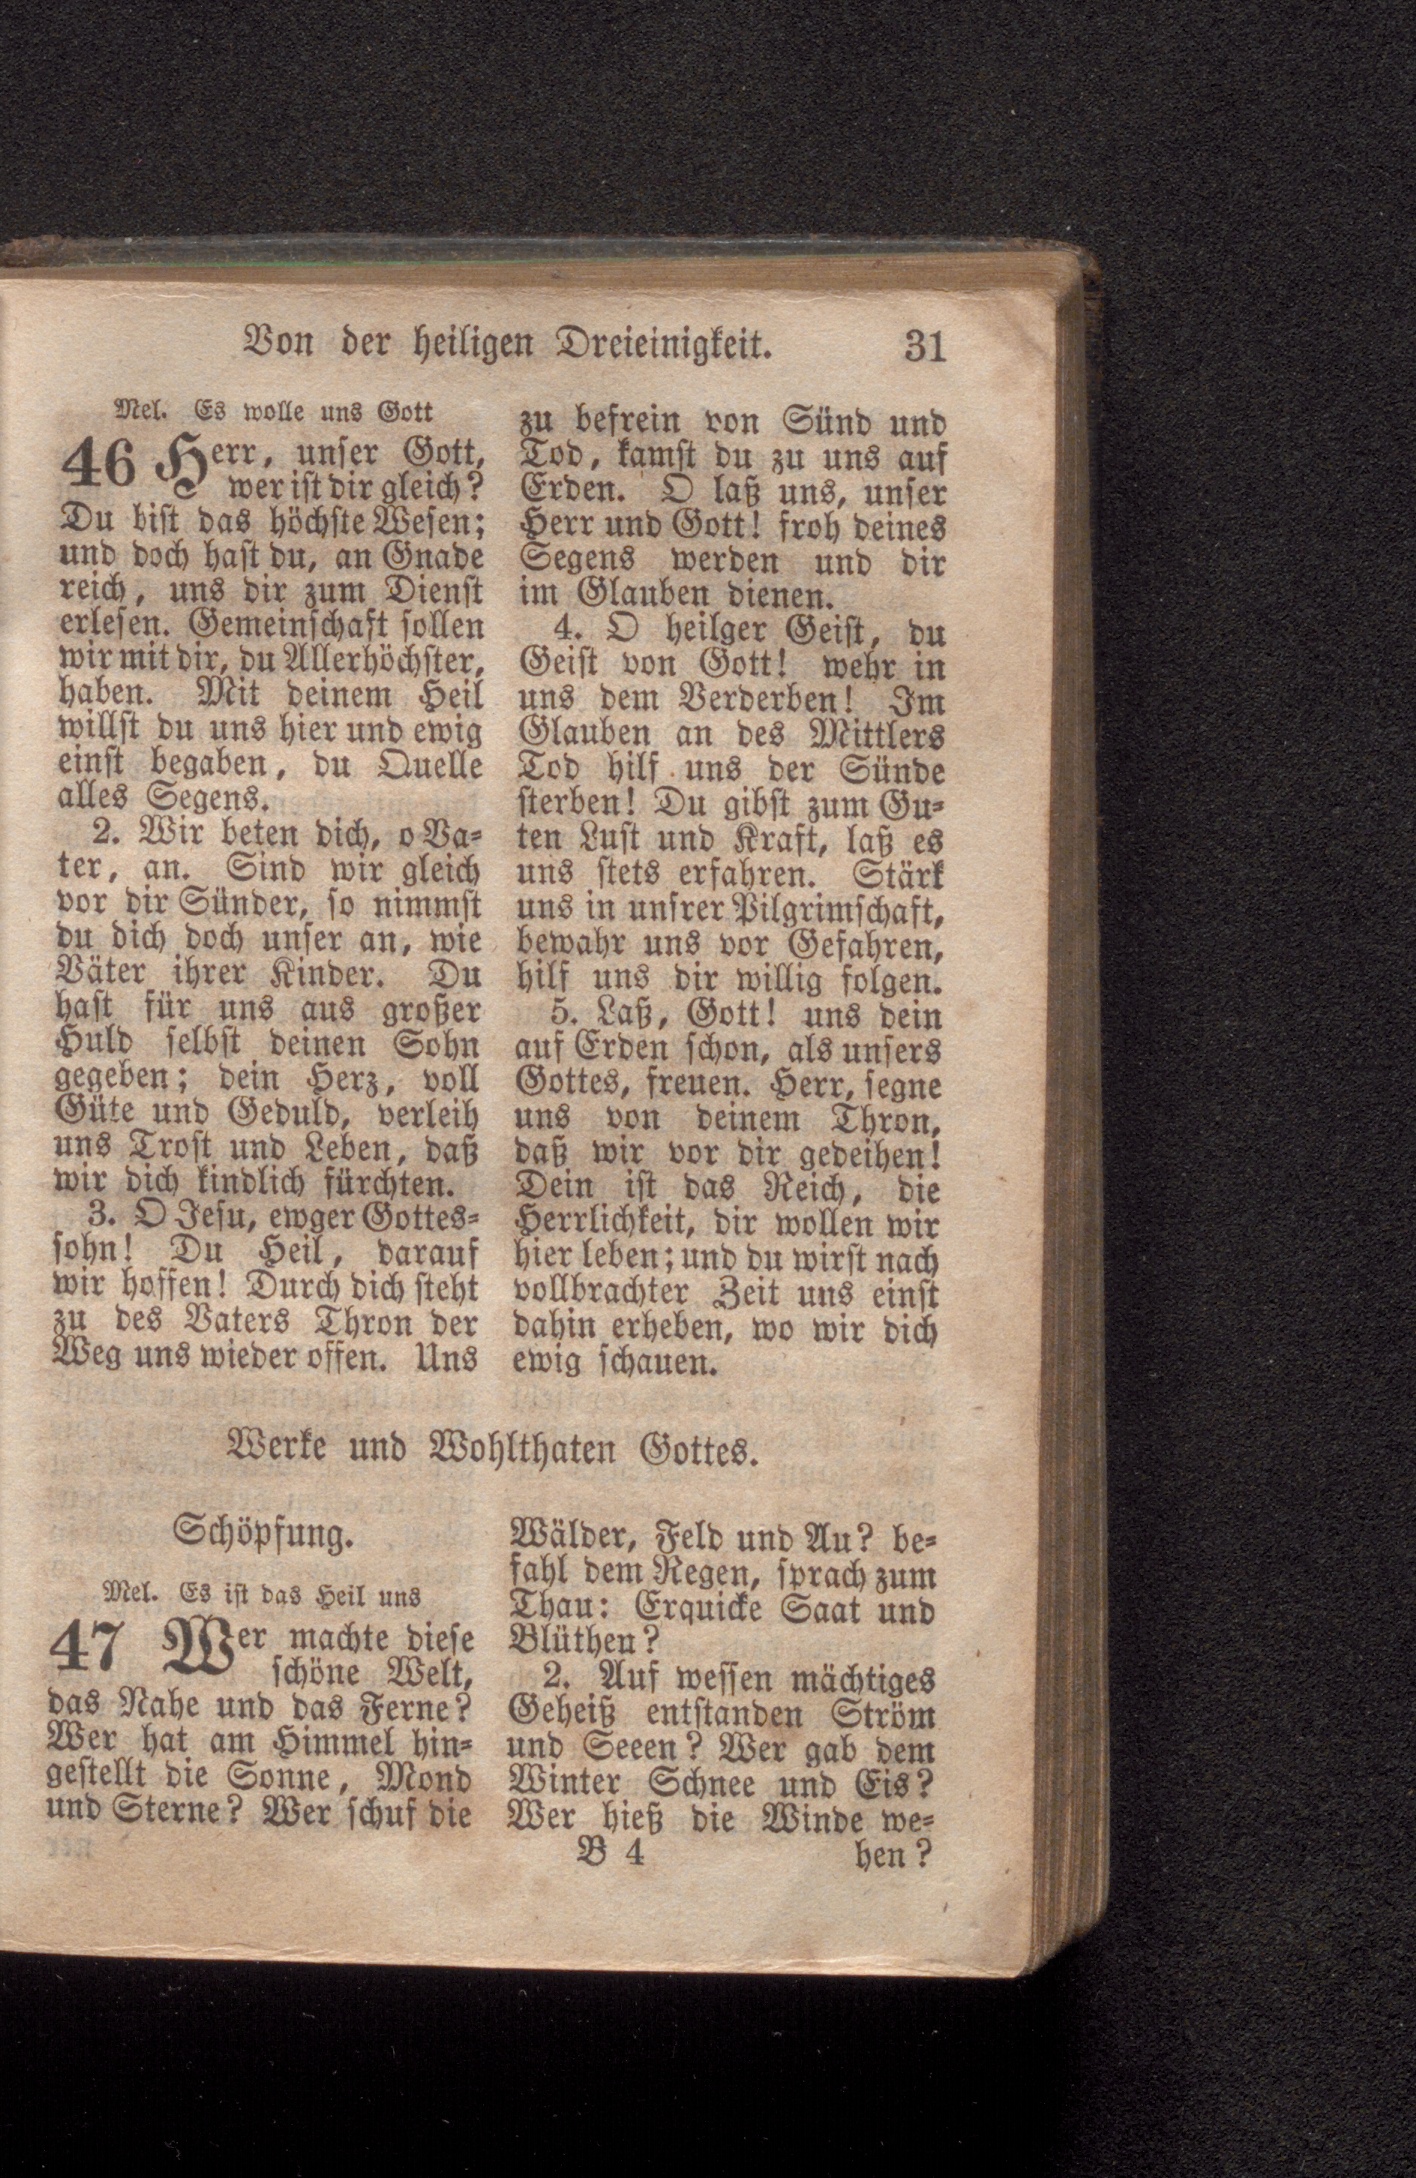 Von der heiligen Dreieinigkeit. 31
Mel. Es wolle uns Gott
46 Herr, unser Gott,
wer ist dir gleich?
Du bist das höchste Wesen;
und doch hast du, an Gnade
reich, uns dir zum Dienst
erlesen. Gemeinschaft sollen
wir mit dir, du Allerhöchster,
haben. Mit deinem Heil
willst du uns hier und ewig
einst begaben, du Quelle
alles Segens.
2. Wir beten dich, o Va-
ter, an. Sind wir gleich
vor dir Sünder, so nimmst
du dich doch unser an, wie
Väter ihrer Kinder. Du
hast für uns aus großer
Huld selbst deinen Sohn
gegeben; dein Herz, voll
Güte und Geduld, verleih
uns Trost und Leben, daß
wir dich kindlich fürchten.
3. O Jesu, ewger Gottes-
sohn! Du Heil, darauf
wir hoffen! Durch dich steht
zu des Vaters Thron der
Weg uns wieder offen. Uns
zu befrein von Sünd und
Tod, kamst du zu uns auf
Erden. O laß uns, unser
Herr und Gott! froh deines
Segens werden und dir
im Glauben dienen.
4. O heilger Geist, du
Geist von Gott! wehr in
uns dem Verderben! Im
Glauben an des Mittlers
Tod hilf uns der Sünde
sterben! Du gibst zum Gu-
ten Lust und Kraft, laß es
uns stets erfahren. Stärk
uns in unsrer Pilgrimschaft,
bewahr uns vor Gefahren,
hilf uns dir willig folgen.
5. Laß, Gott! uns dein
auf Erden schon, als unsers
Gottes, freuen. Herr, segne
uns von deinem Thron,
daß wir vor dir gedeihen!
Dein ist das Reich, die
Herrlichkeit, dir wollen wir
hier leben; und du wirst nach
vollbrachter Zeit uns einst
dahin erheben, wo wir dich
ewig schauen.
Werke und Wohlthaten Gottes.
Schöpfung.
Mel. Es ist das Heil uns
47 Wer machte diese
schöne Welt,
das Nahe und das Ferne?
Wer hat am Himmel hin-
gestellt die Sonne, Mond
und Sterne? Wer schuf die
Wälder, Feld und Au? be-
fahl dem Regen, sprach zum
Thau: Erquicke Saat und
Blüthen?
2. Auf wessen mächtiges
Geheiß entstanden Ström
und Seeen? Wer gab dem
Winter Schnee und Eis?
Wer hieß die Winde we-
B 4 hen?